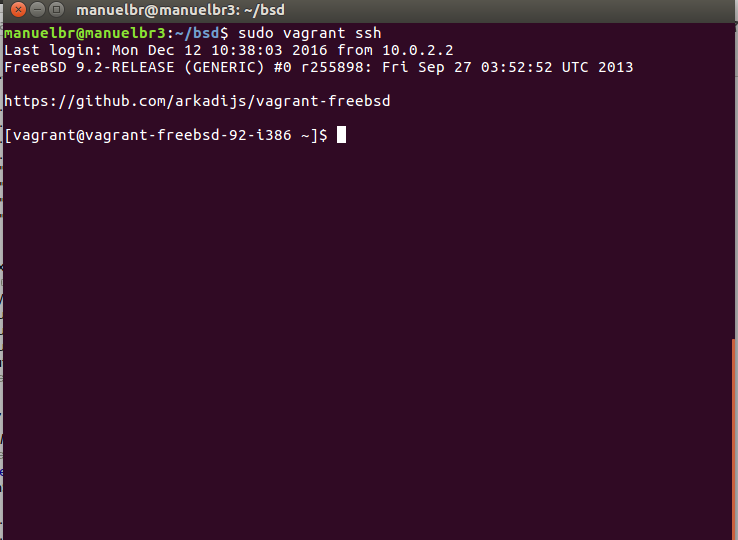 manuelbr@manuelbr3: ~/bsd
manuelbr@manuelbr3:~/bsd$ sudo vagrant ssh
Last login: Mon Dec 12 10:38:03 2016 from 10.0.2.2
FreeBSD 9.2-RELEASE (GENERIC) #0 r255898: Fri Sep 27 03:52:52 UTC 2013
https://github.com/arkadijs/vagrant-freebsd
[vagrant@vagrant-freebsd-92-i386 ~]$